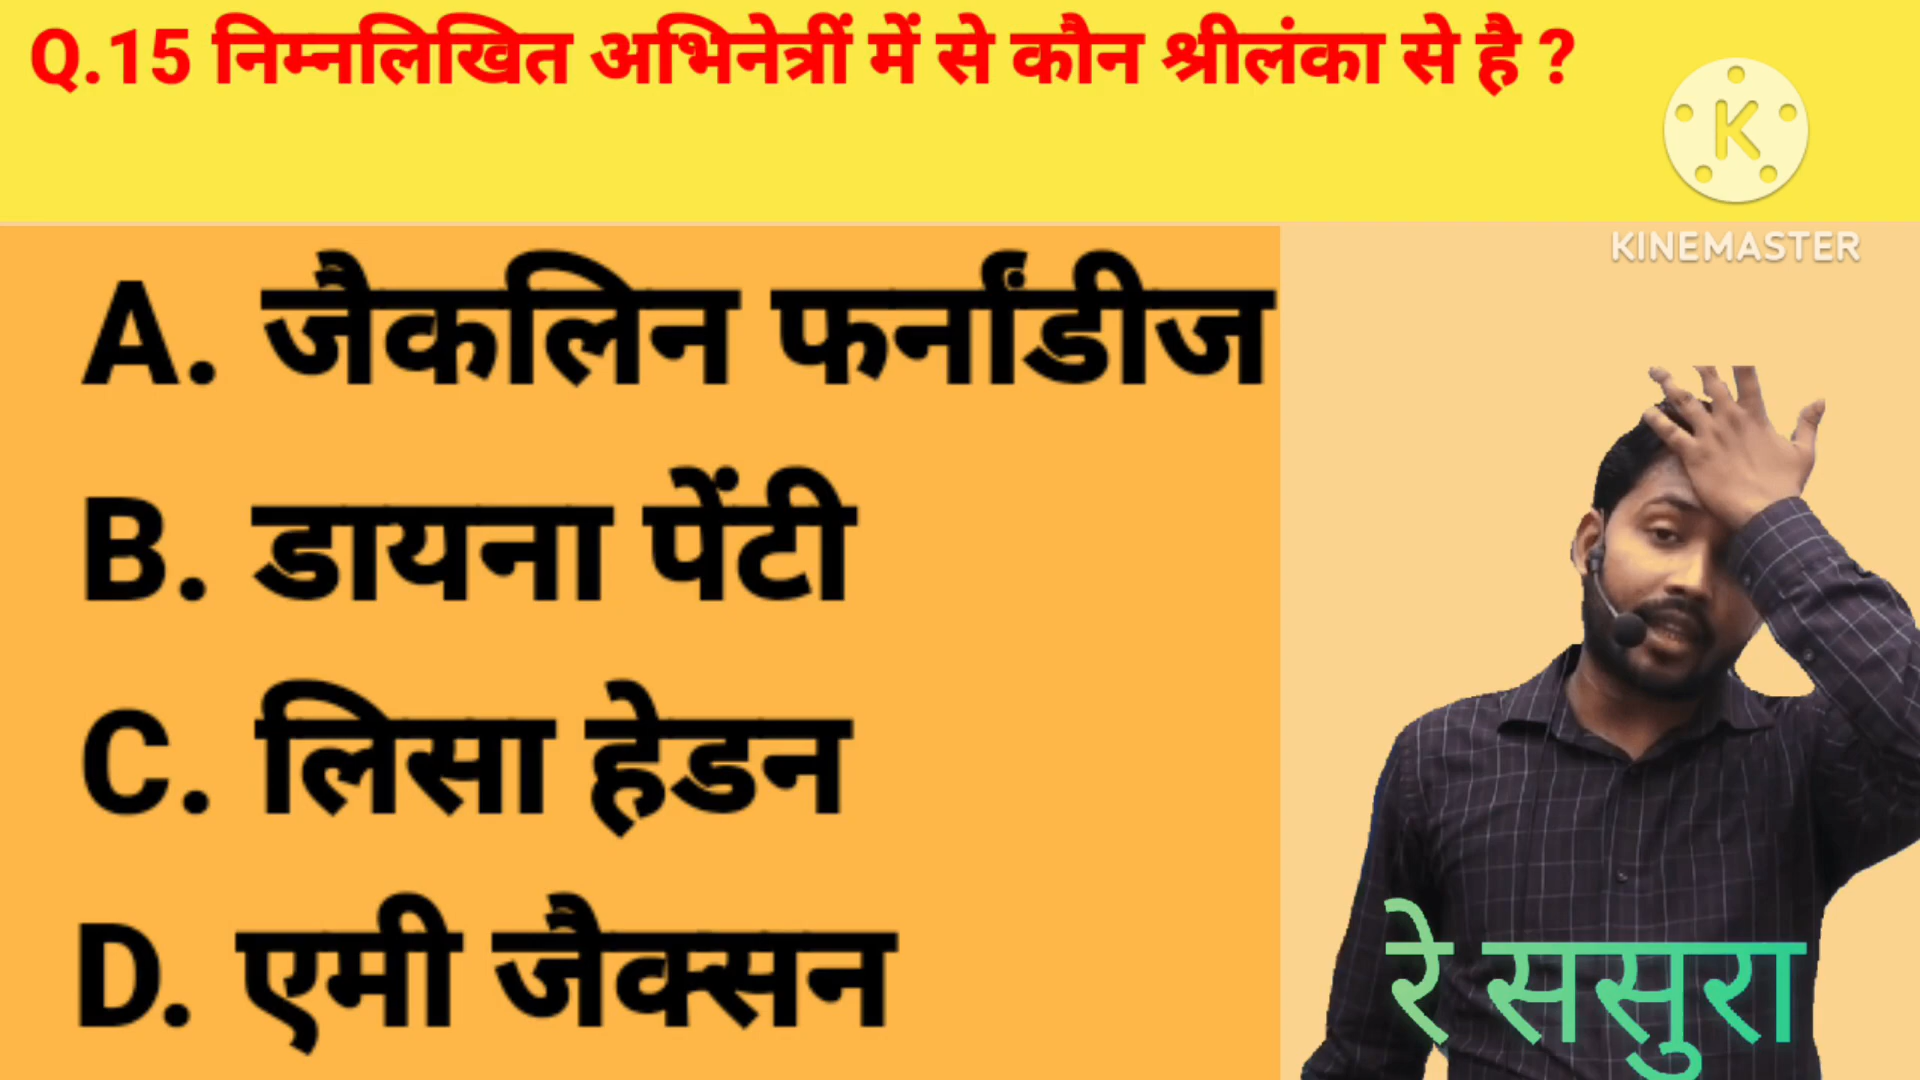 Q.15 निम्नलिखित अभिनेत्रीं में से कौन श्रीलंका से है ?
K
KINEMASTER
A. जैकलिन फर्नांडीज
B. डायना पेंटी
C. लिसा हेडन
D. एमी जैक्सन
रे ससुरा